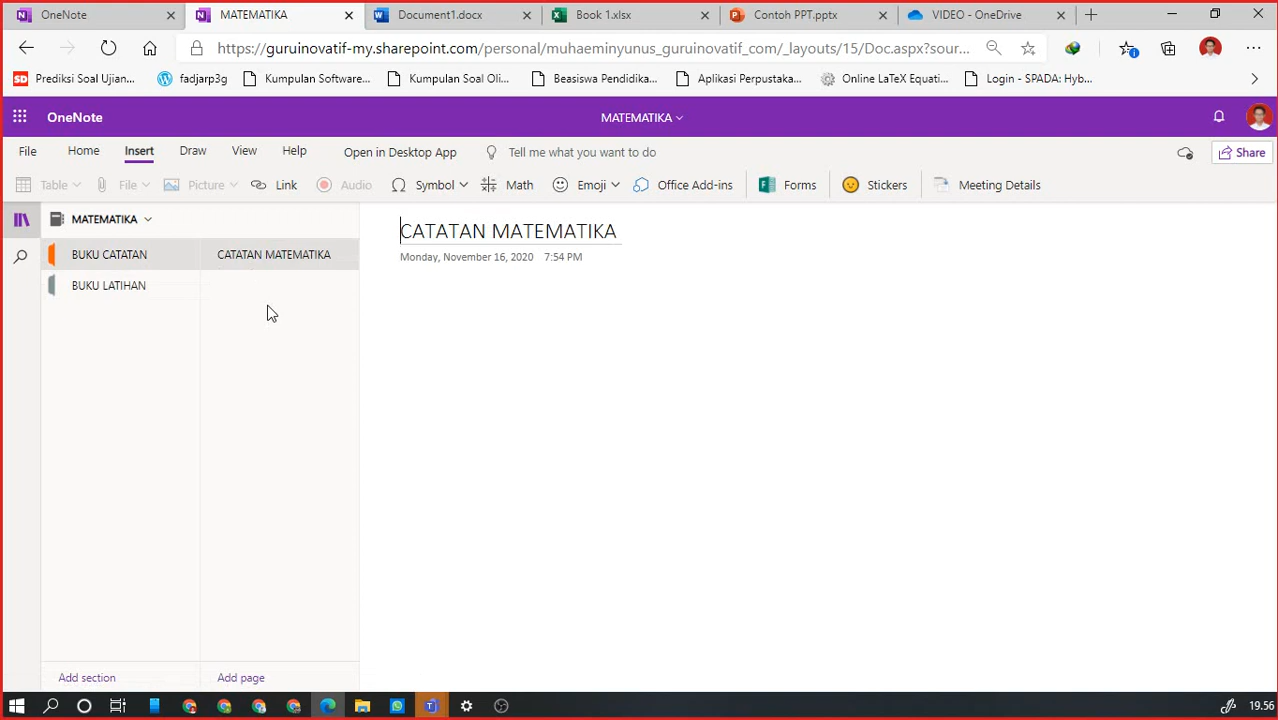 OneNote
MATEMATIKA
Document1.docx
Book 1.xlsx
Contoh PPT.pptx
VIDEO - OneDrive
https://guruinovatif-my.sharepoint.com/personal/muhaeminyunus_guruinovatif_com/_layouts/15/Doc.aspx?sour...
SD Prediksi Soal Ujian...
fadjarp3g
Kumpulan Software...
Kumpulan Soal Oli...
Beasiswa Pendidika...
Aplikasi Perpustaka...
Online LaTeX Equati...
Login - SPADA: Hyb...
OneNote
MATEMATIKA
File
Home
Insert
Draw
View
Help
Open in Desktop App
Tell me what you want to do
Share
Table
File
Picture
Link
Audio
Symbol
Math
Emoji
Office Add-ins
Forms
Stickers
Meeting Details
MATEMATIKA
BUKU CATATAN
CATATAN MATEMATIKA
BUKU LATIHAN
CATATAN MATEMATIKA
Monday, November 16, 2020 7:54 PM
Add section
Add page
19.56